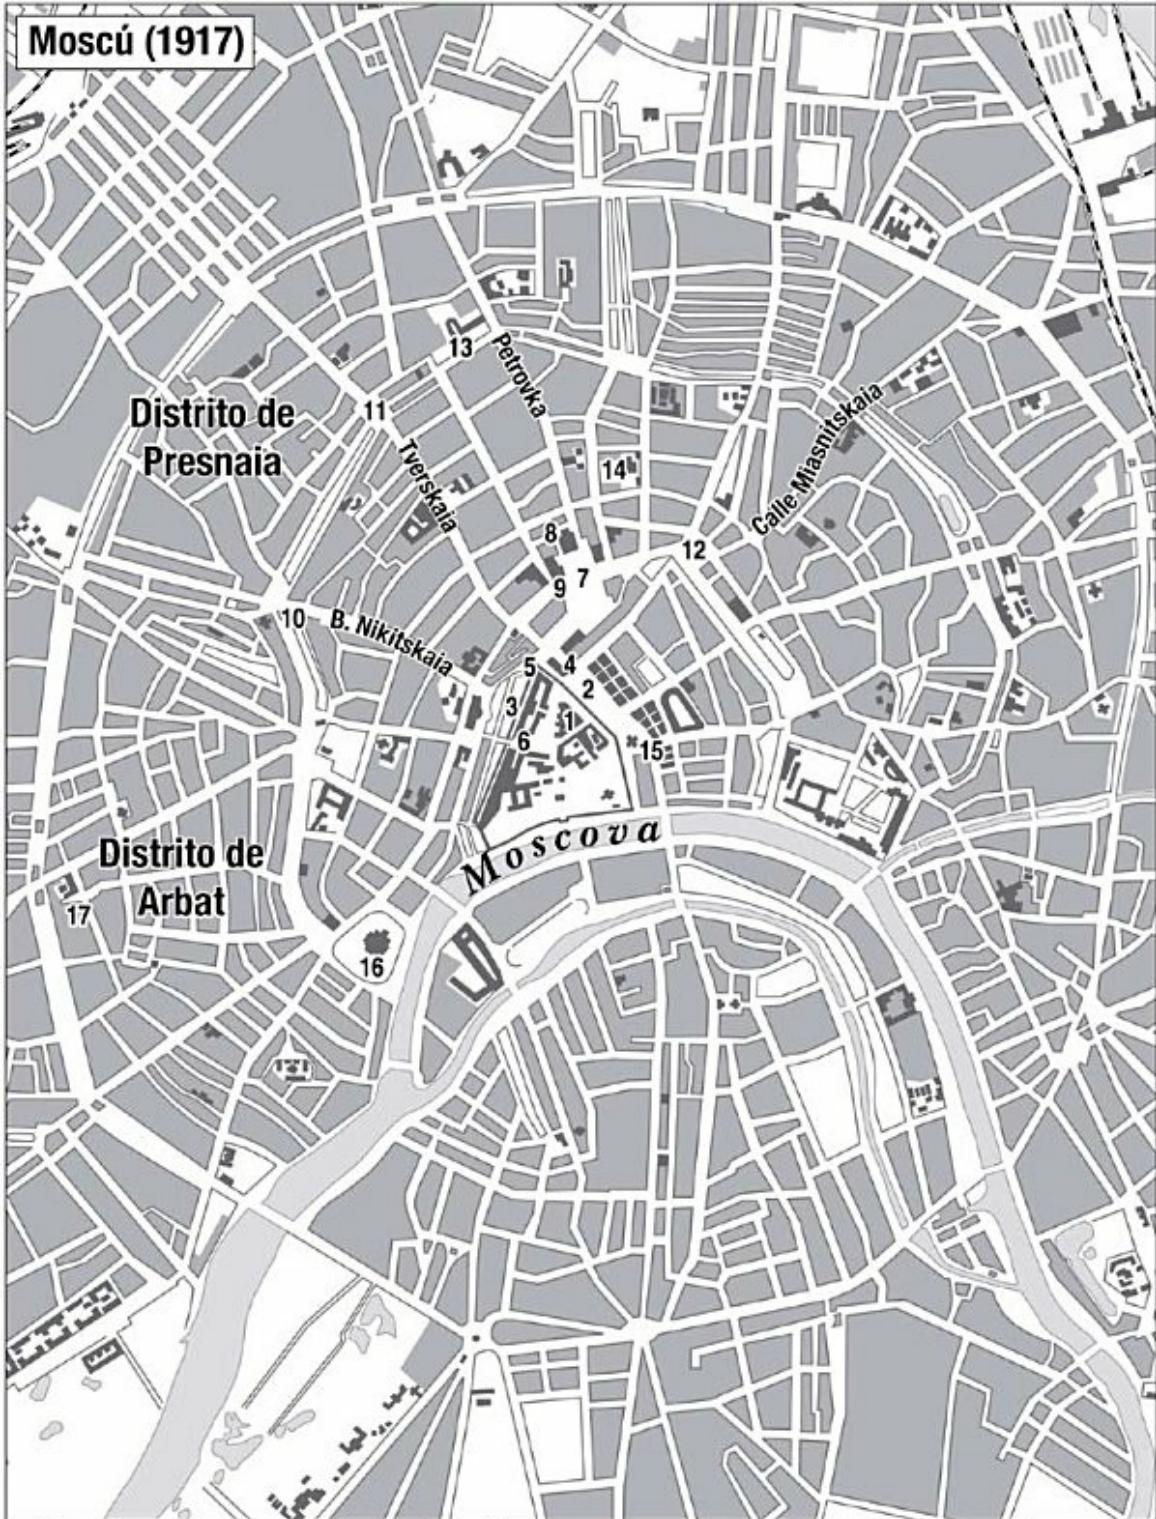 Moscú (1917)
13
Petrovka
11
Distrito de
Presnaia
Tverskaia
14
Calle Miasnitskaia
8
12
7
9
10
B. Nikitskaia
5
4
2
3
1
6
15
Moscova
Distrito de
Arbat
17
16